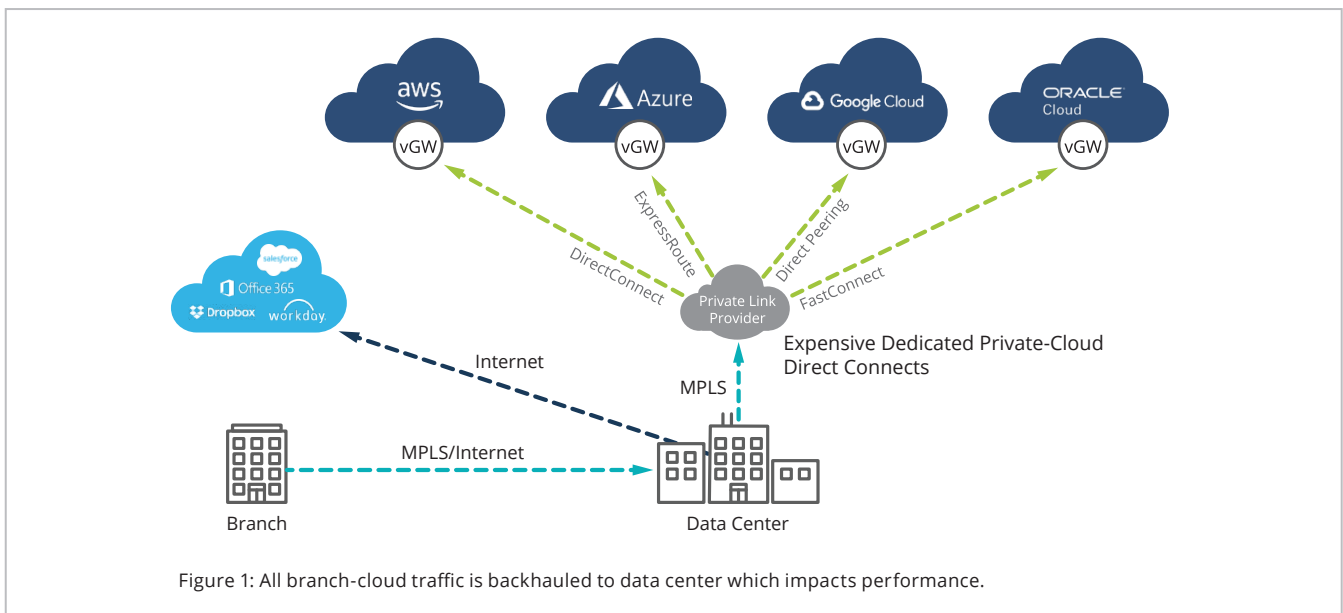 aws
Azure
Google Cloud
ORACLE
Cloud
vGW
vGW
vGW
vGW
DirectConnect
ExpressRoute
Direct Peering
FastConnect
salesforce
Office 365
Dropbox
workday.
Private Link
Provider
Expensive Dedicated Private-Cloud
Direct Connects
Internet
MPLS
MPLS/Internet
Branch
Data Center
Figure 1: All branch-cloud traffic is backhauled to data center which impacts performance.